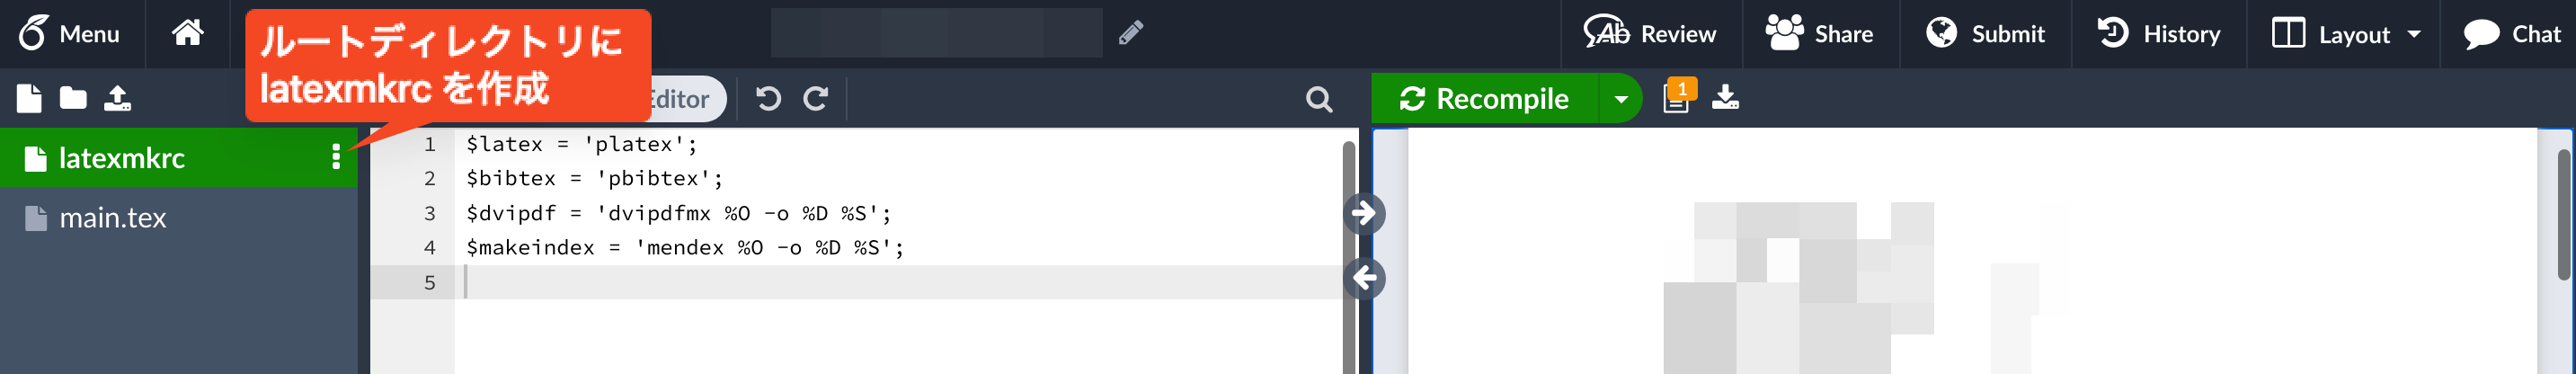 Menu
ルートディレクトリに
latexmkrc を作成
Review
Share
Submit
History
Layout
Chat
Editor
Recompile
1
latexmkrc
main.tex
1 $latex = 'platex';
2 $bibtex = 'pbibtex';
3 $dvipdf = 'dvipdfmx %O -o %D %S';
4 $makeindex = 'mendex %O -o %D %S';
5